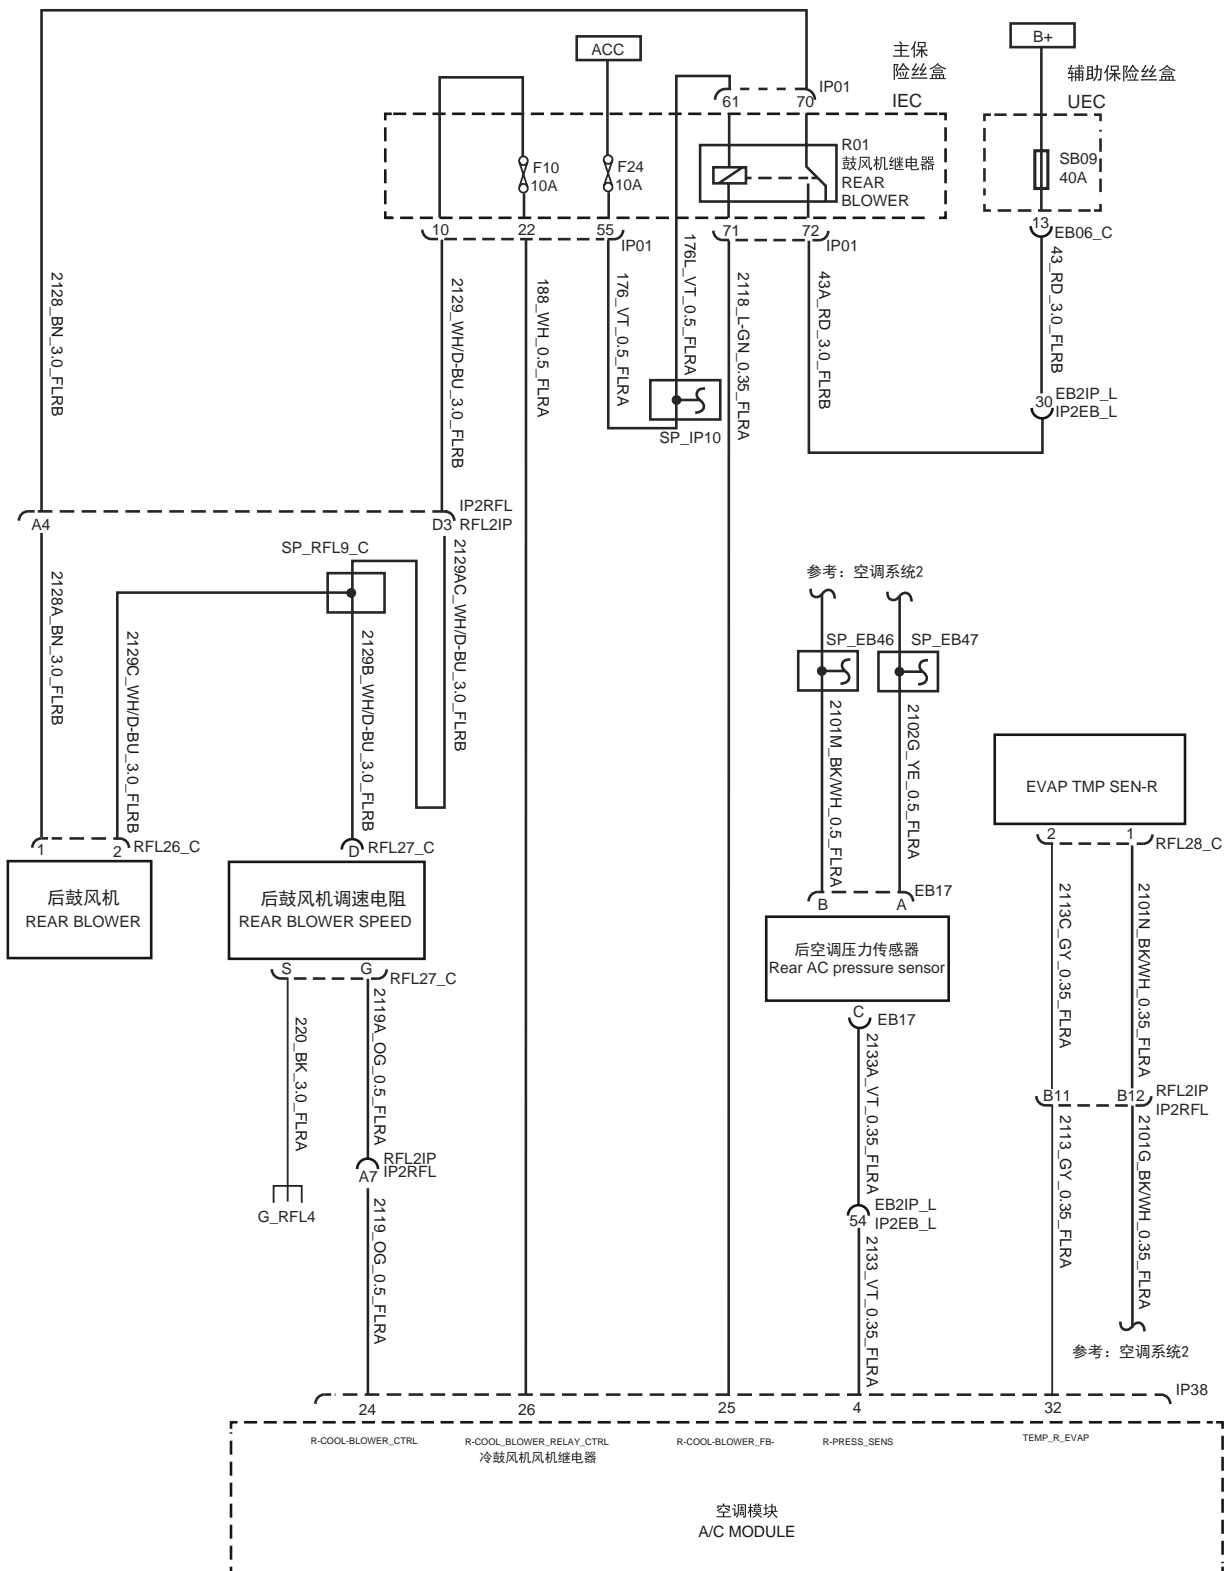 ACC
B+
主保
险丝盒
IEC
辅助保险丝盒
UEC
61
70
IP01
F10
10A
F24
10A
R01
鼓风机继电器
REAR
BLOWER
SB09
40A
10
22
55
IP01
71
72
IP01
13
EB06_C
2128_BN_3.0_FLRB
2129_WH/D-BU_3.0_FLRB
188_WH_0.5_FLRA
176_VT_0.5_FLRA
176L_VT_0.5_FLRA
2118_L-GN_0.35_FLRA
43A_RD_3.0_FLRB
43_RD_3.0_FLRB
30
EB2IP_L
IP2EB_L
SP_IP10
A4
D3
IP2RFL
RFL2IP
SP_RFL9_C
2128A_BN_3.0_FLRB
2129C_WH/D-BU_3.0_FLRB
2129B_WH/D-BU_3.0_FLRB
2129AC_WH/D-BU_3.0_FLRB
参考：空调系统2
SP_EB46
SP_EB47
2101M_BK/WH_0.5_FLRA
2102G_YE_0.5_FLRA
EVAP TMP SEN-R
2
1
RFL28_C
1
2
RFL26_C
D
RFL27_C
后鼓风机
REAR BLOWER
后鼓风机调速电阻
REAR BLOWER SPEED
B
A
EB17
后空调压力传感器
Rear AC pressure sensor
S
G
RFL27_C
C
EB17
220_BK_3.0_FLRA
2119A_OG_0.5_FLRA
2133A_VT_0.35_FLRA
2113C_GY_0.35_FLRA
2101N_BK/WH_0.35_FLRA
B11
B12
RFL2IP
IP2RFL
A7
RFL2IP
IP2RFL
G_RFL4
54
EB2IP_L
IP2EB_L
2119_OG_0.5_FLRA
2133_VT_0.35_FLRA
2113_GY_0.35_FLRA
2101G_BK/WH_0.35_FLRA
参考：空调系统2
IP38
24
26
25
4
32
R-COOL-BLOWER_CTRL
R-COOL_BLOWER_RELAY_CTRL
冷鼓风机风机继电器
R-COOL-BLOWER_FB-
R-PRESS_SENS
TEMP_R_EVAP
空调模块
A/C MODULE